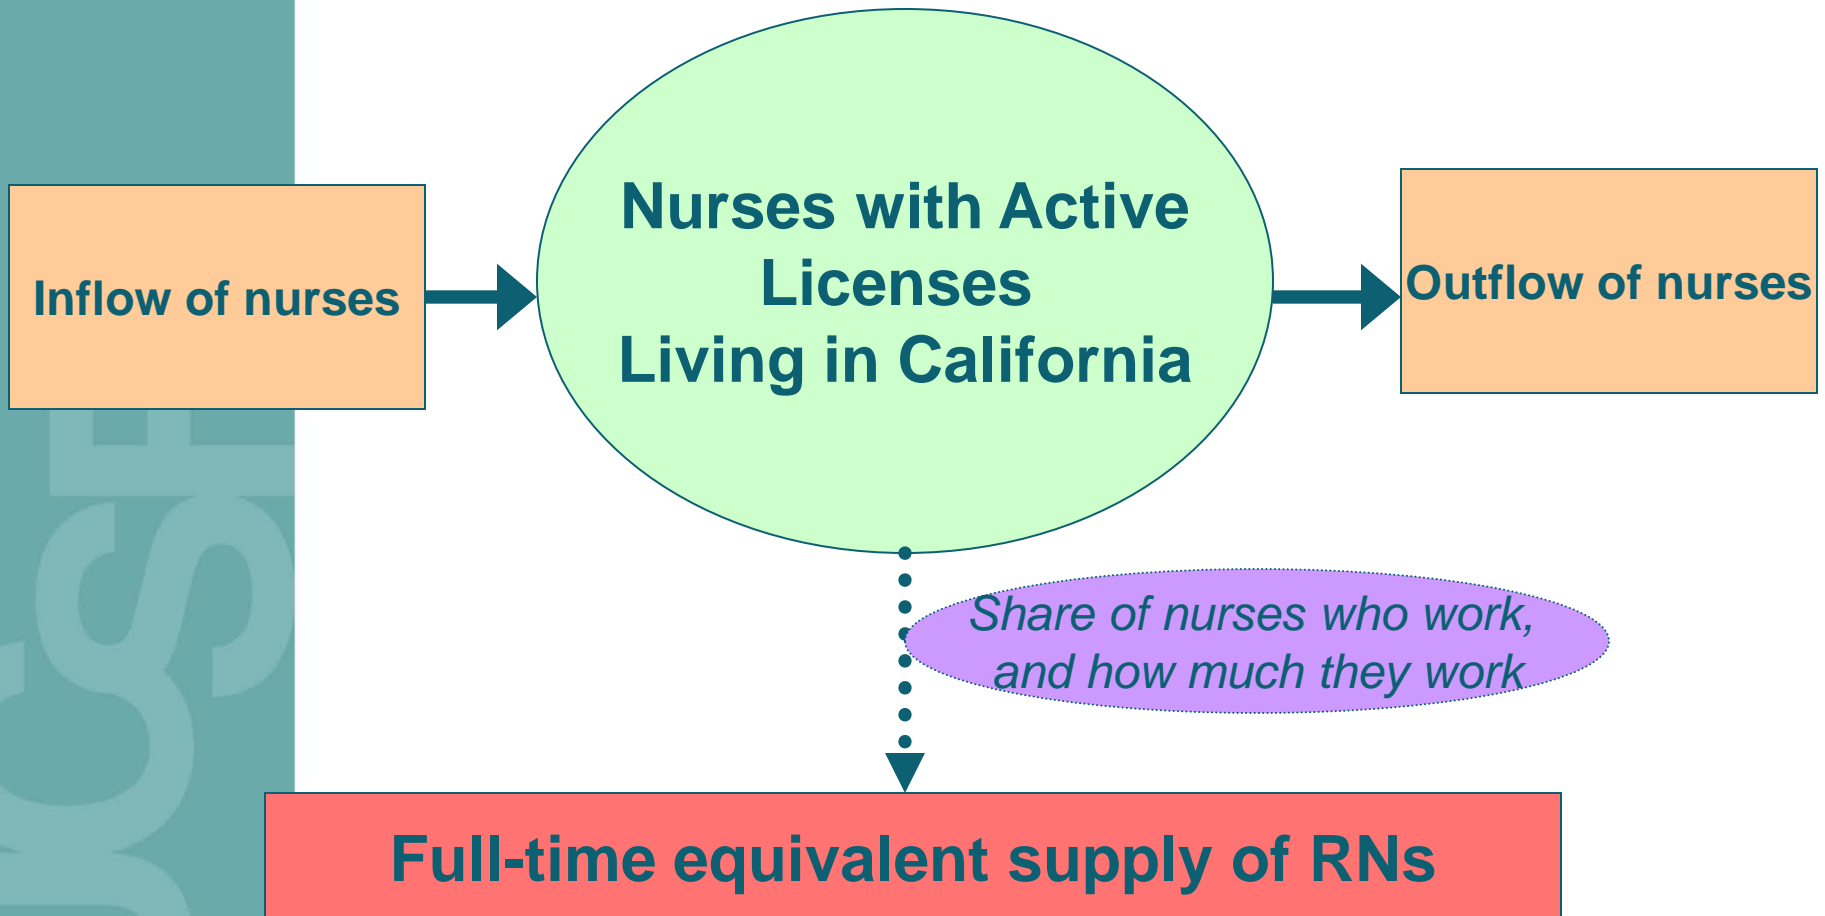 Nurses with Active
Licenses
Living in California
Inflow of nurses
Outflow of nurses
Share of nurses who work,
and how much they work
Full-time equivalent supply of RNs
UCSF